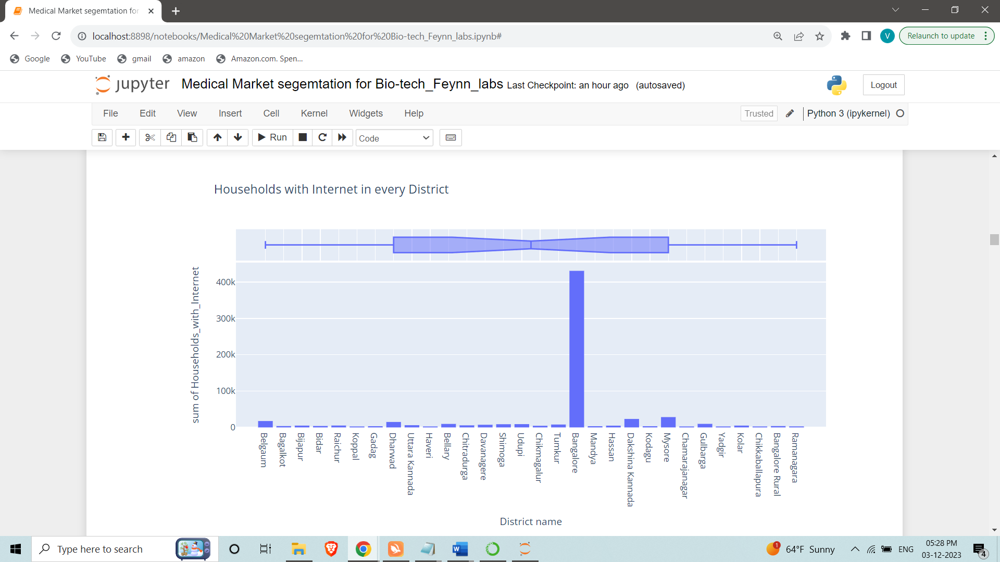 Medical Market segemtation for
localhost:8898/notebooks/Medical%20Market%20segemtation%20for%20Bio-tech_Feynn_labs.ipynb#
V
Relaunch to update
Google YouTube gmail amazon Amazon.com. Spen...
jupyter Medical Market segemtation for Bio-tech_Feynn_labs Last Checkpoint: an hour ago (autosaved)
Logout
File Edit View Insert Cell Kernel Widgets Help
Trusted Python 3 (ipykernel)
Run Code
Households with Internet in every District
sum of Households_with_Internet
400k
300k
200k
100k
0
Belgaum
Bagalkot
Bijapur
Bidar
Raichur
Koppal
Gadag
Dharwad
Uttara Kannada
Haveri
Bellary
Chitradurga
Davanagere
Shimoga
Udupi
Chikmagalur
Tumkur
Bangalore
Mandya
Hassan
Dakshina Kannada
Kodagu
Mysore
Chamarajanagar
Gulbarga
Yadgir
Kolar
Chikkaballapura
Bangalore Rural
Ramanagara
District name
Type here to search
W
1
64°F Sunny
ENG
05:28 PM
03-12-2023
4